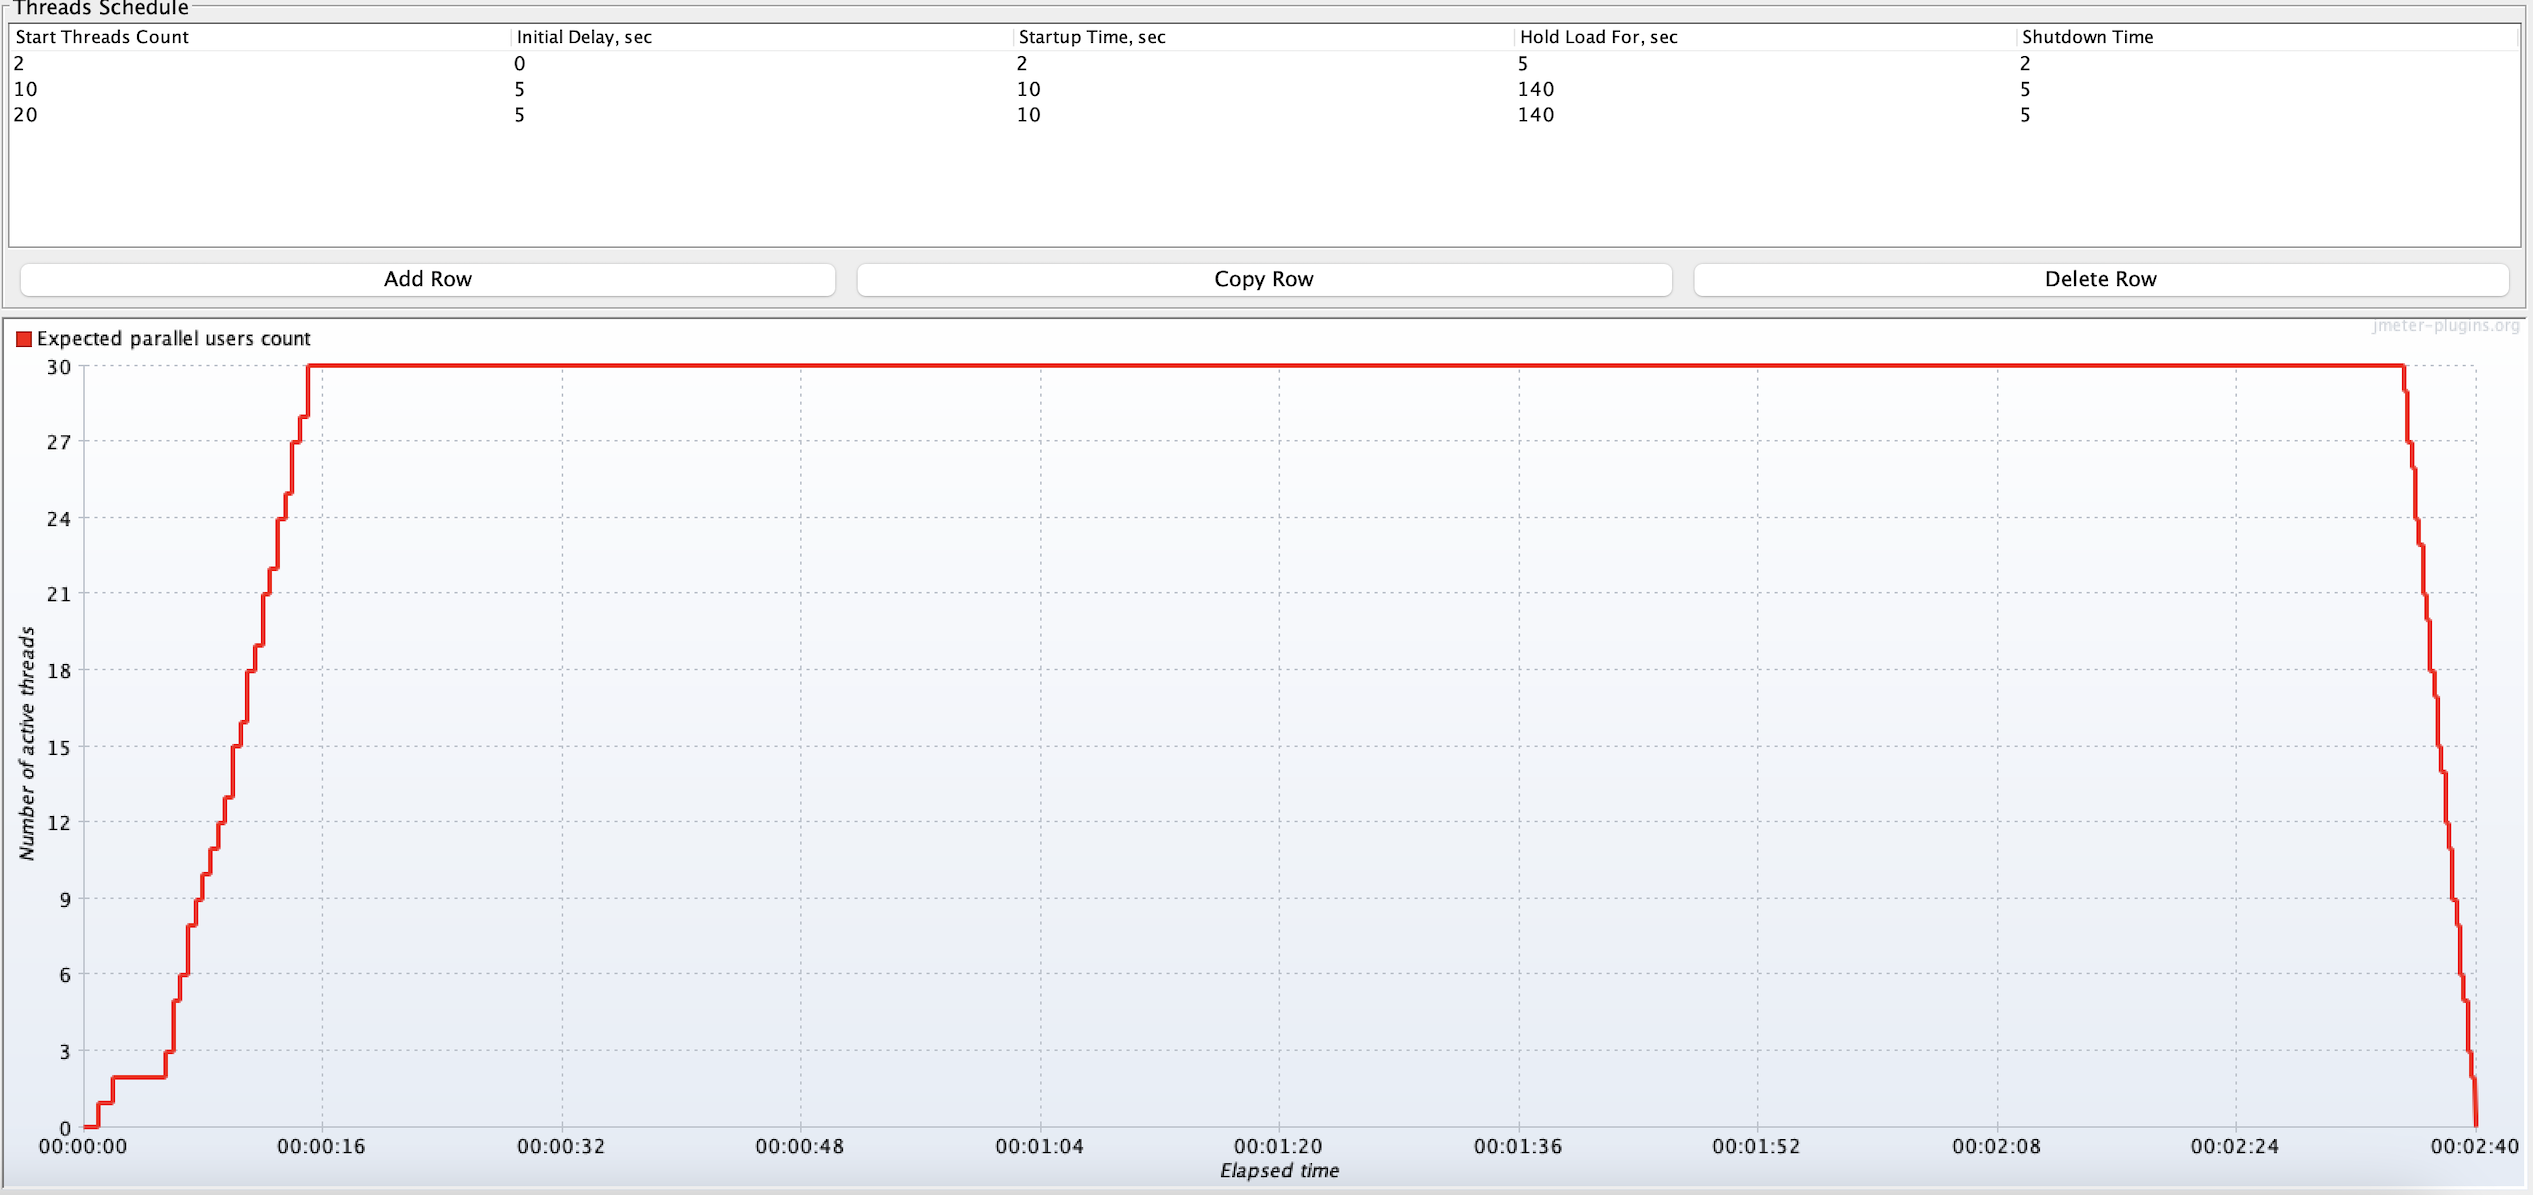 Threads Schedule
Start Threads Count Initial Delay, sec Startup Time, sec Hold Load For, sec Shutdown Time
2 0 2 5 2
10 5 10 140 5
20 5 10 140 5
Add Row Copy Row Delete Row
jmeter-plugins.org
Expected parallel users count
30
27
24
21
18
15
12
9
6
3
0
Number of active threads
00:00:00 00:00:16 00:00:32 00:00:48 00:01:04 00:01:20 00:01:36 00:01:52 00:02:08 00:02:24 00:02:40
Elapsed time